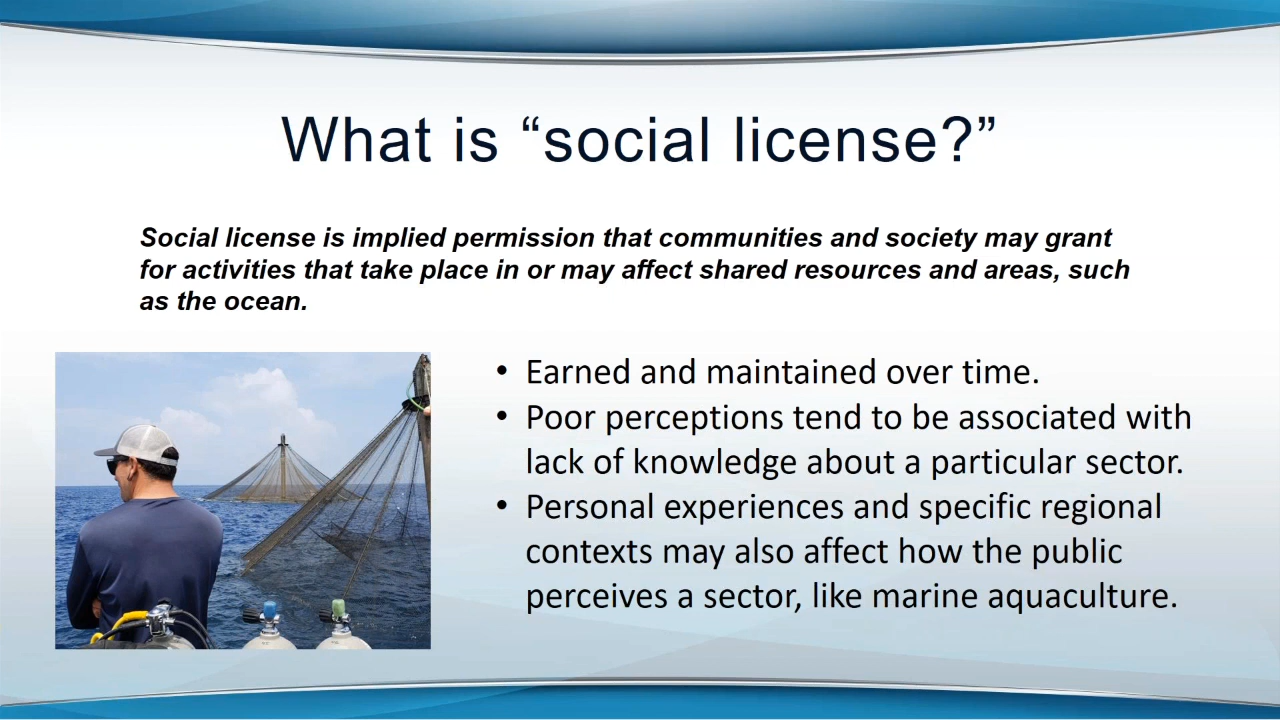 What is “social license?”
Social license is implied permission that communities and society may grant
for activities that take place in or may affect shared resources and areas, such
as the ocean.
• Earned and maintained over time.
• Poor perceptions tend to be associated with
lack of knowledge about a particular sector.
• Personal experiences and specific regional
contexts may also affect how the public
perceives a sector, like marine aquaculture.